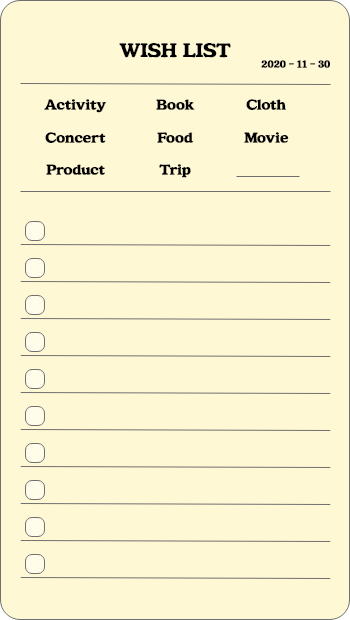 WISH LIST
2020 - 11 - 30
Activity Book Cloth
Concert Food Movie
Product Trip